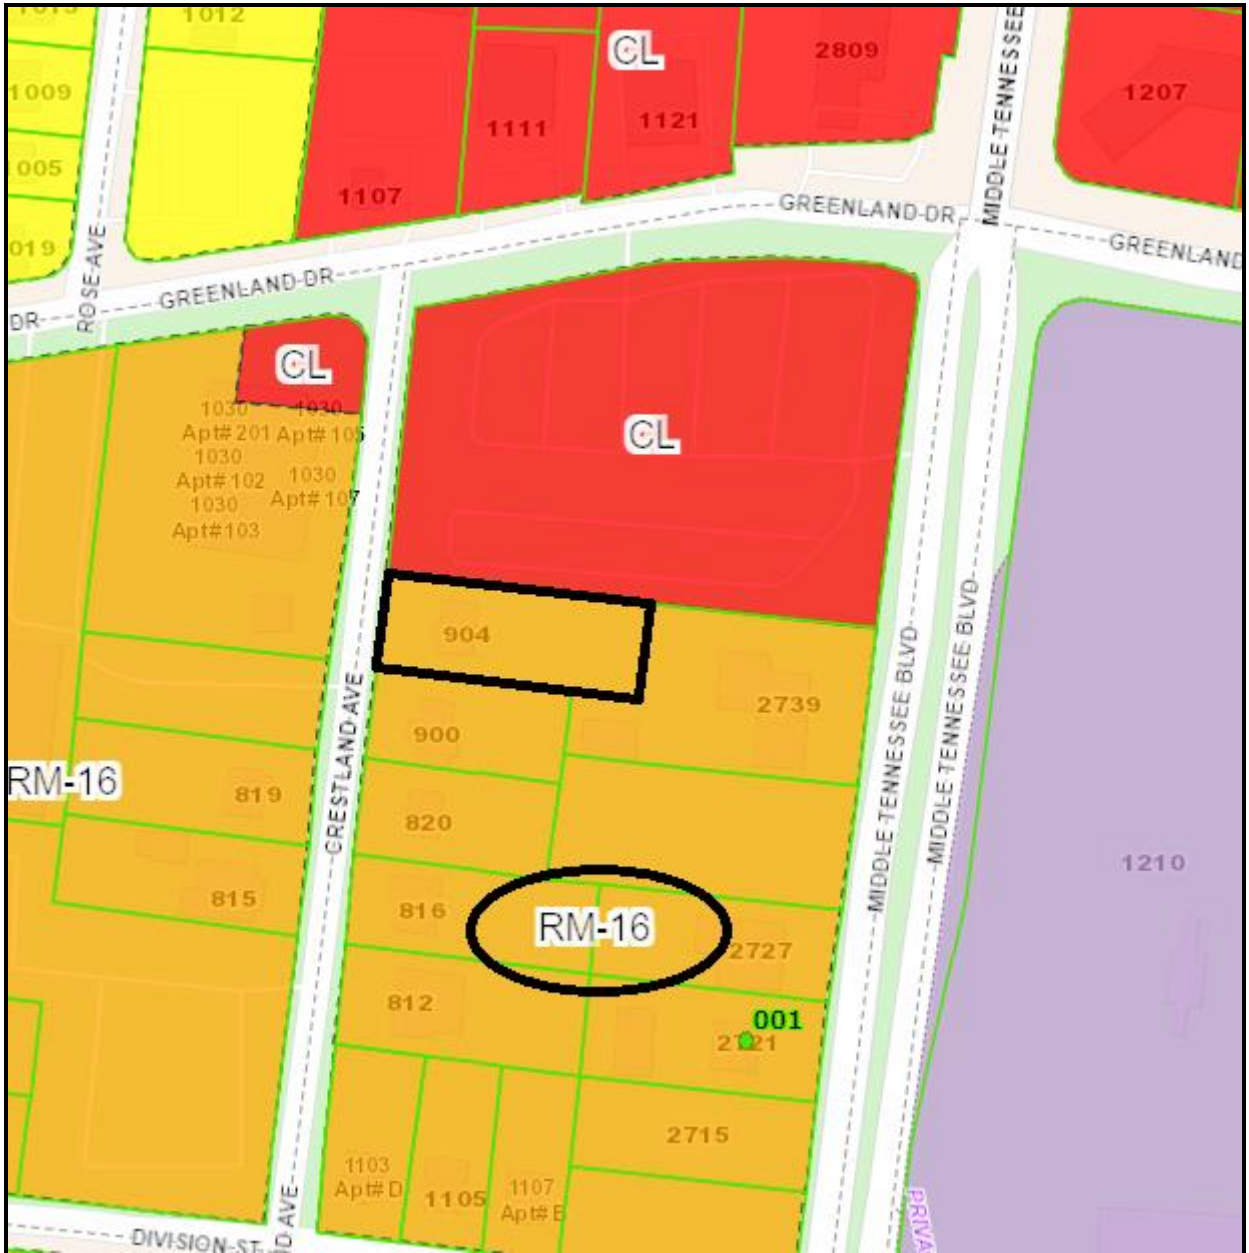 1015
1012
CL
2809
MIDDLE-TENNESSEE
1009
1207
1111
1121
1005
1107
GREENLAND-DR
019
ROSE-AVE
GREENLAND
GREENLAND-DR
DR
CL
1030
1030
Apt# 201
Apt# 105
CL
1030
Apt# 102
1030
1030
Apt# 107
Apt#103
904
2739
900
MIDDLE-TENNESSEE BLVD
MIDDLE-TENNESSEE BLVD
CRESTLAND AVE
RM-16
819
820
1210
815
816
RM-16
2727
812
001
2721
2715
1103
Apt# D
1105
1107
Apt# B
PRIVA
DIVISION-ST
D AVE